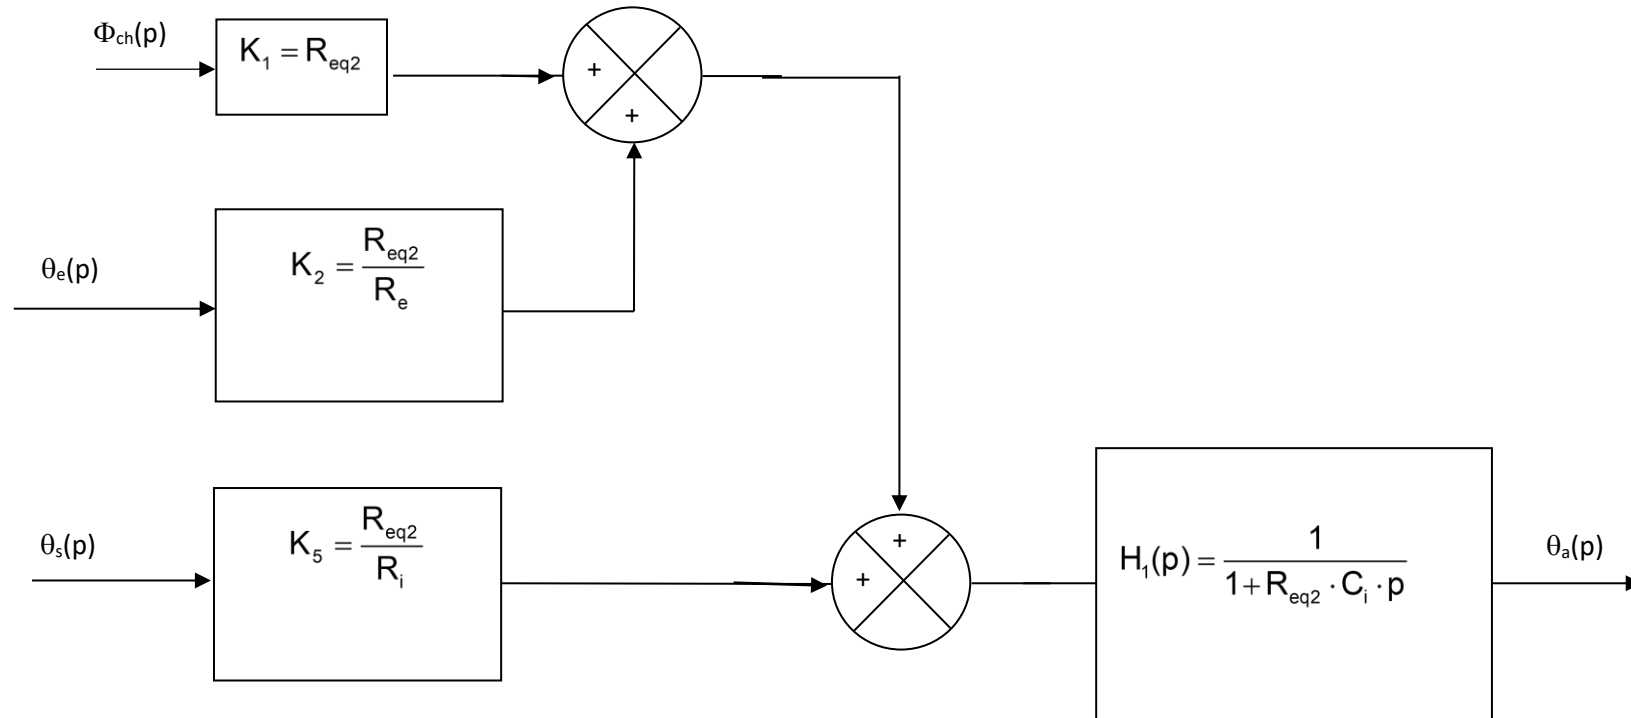 Φch(p)
K1 = Req2
+
+
θe(p)
K2 = Req2/Re
θs(p)
K5 = Req2/Ri
+
+
H1(p) = 1/(1+Req2·Ci·p)
θa(p)